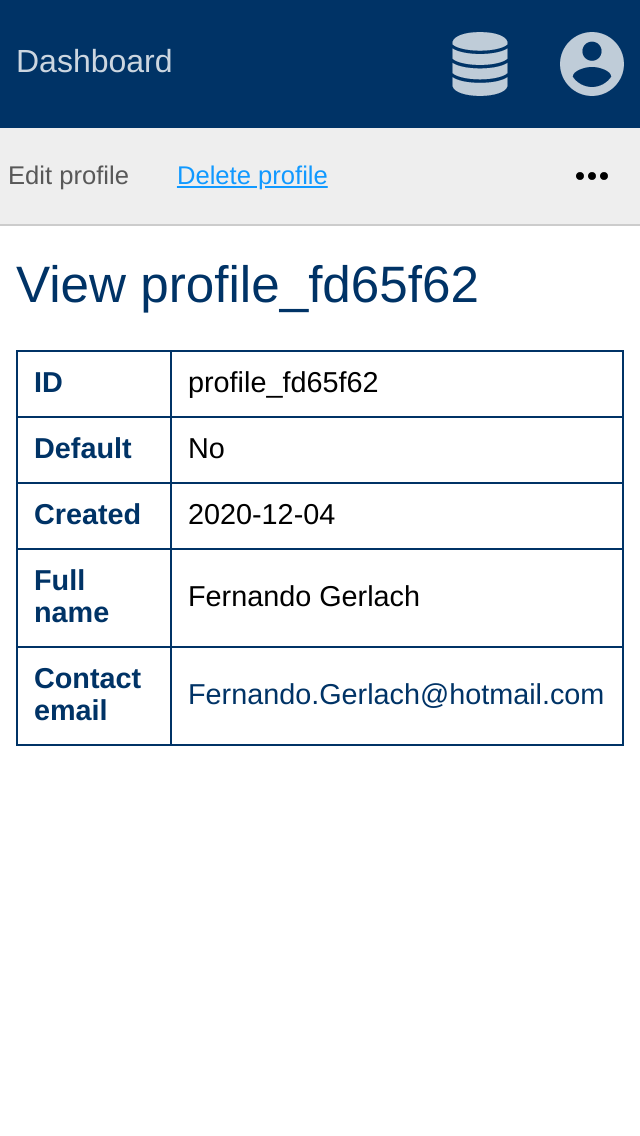 Dashboard
Edit profile Delete profile
View profile_fd65f62
ID profile_fd65f62
Default No
Created 2020-12-04
Full
name
Fernando Gerlach
Contact
email
Fernando.Gerlach@hotmail.com